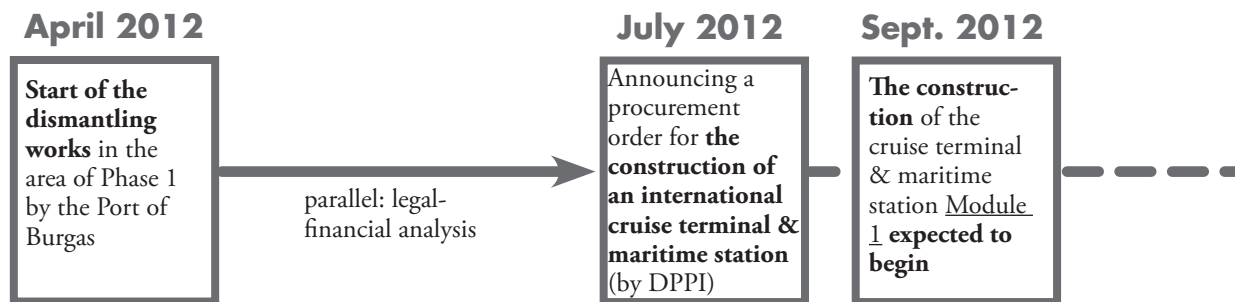 April 2012
Start of the
dismantling
works in the
area of Phase 1
by the Port of
Burgas
parallel: legal-
financial analysis
July 2012
Announcing a
procurement
order for the
construction of
an international
cruise terminal &
maritime station
(by DPPI)
Sept. 2012
The construc-
tion of the
cruise terminal
& maritime
station Module
1 expected to
begin